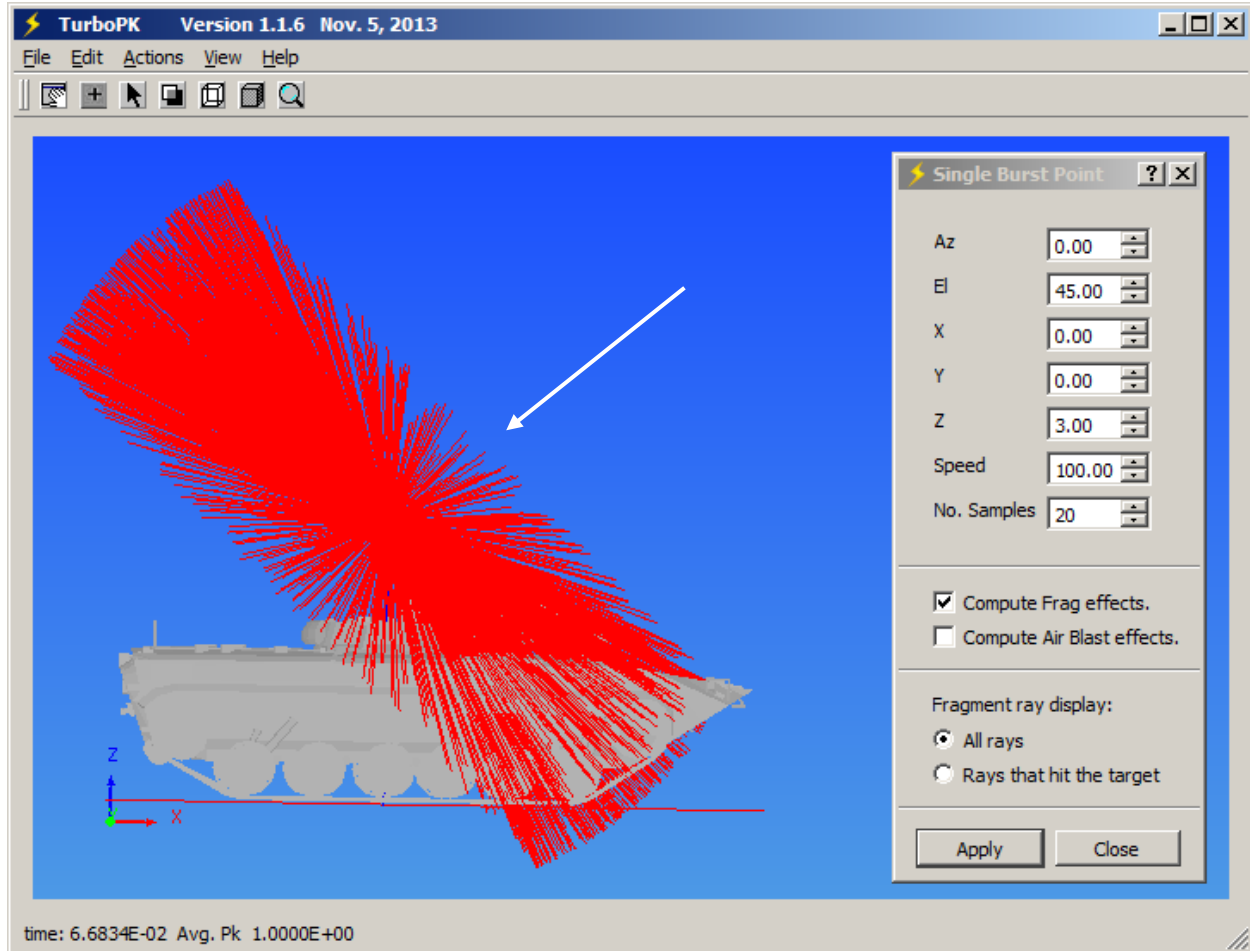 TurboPK Version 1.1.6 Nov. 5, 2013
File Edit Actions View Help
Single Burst Point
Az 0.00
El 45.00
X 0.00
Y 0.00
Z 3.00
Speed 100.00
No. Samples 20
Compute Frag effects.
Compute Air Blast effects.
Fragment ray display:
All rays
Rays that hit the target
Apply Close
Z
X
time: 6.6834E-02 Avg. Pk 1.0000E+00